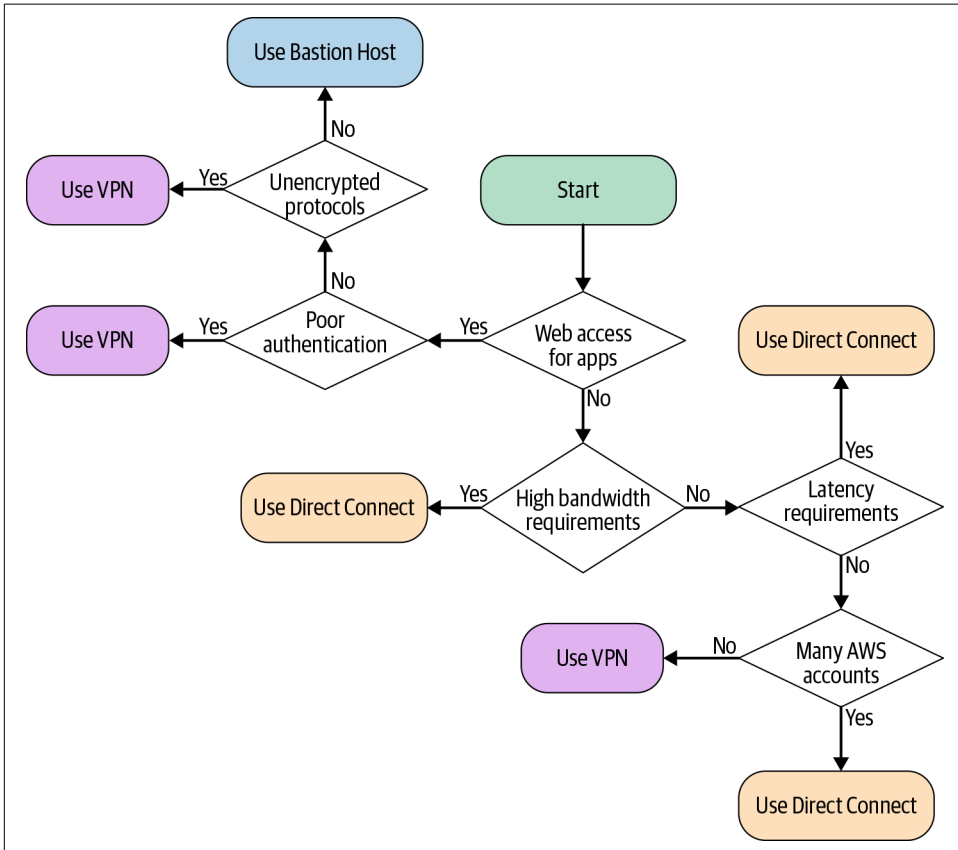 Use Bastion Host
No
Use VPN
Yes
Unencrypted
protocols
Start
No
Use VPN
Yes
Poor
authentication
Yes
Web access
for apps
Use Direct Connect
No
Yes
Use Direct Connect
Yes
High bandwidth
requirements
No
Latency
requirements
No
Use VPN
No
Many AWS
accounts
Yes
Use Direct Connect